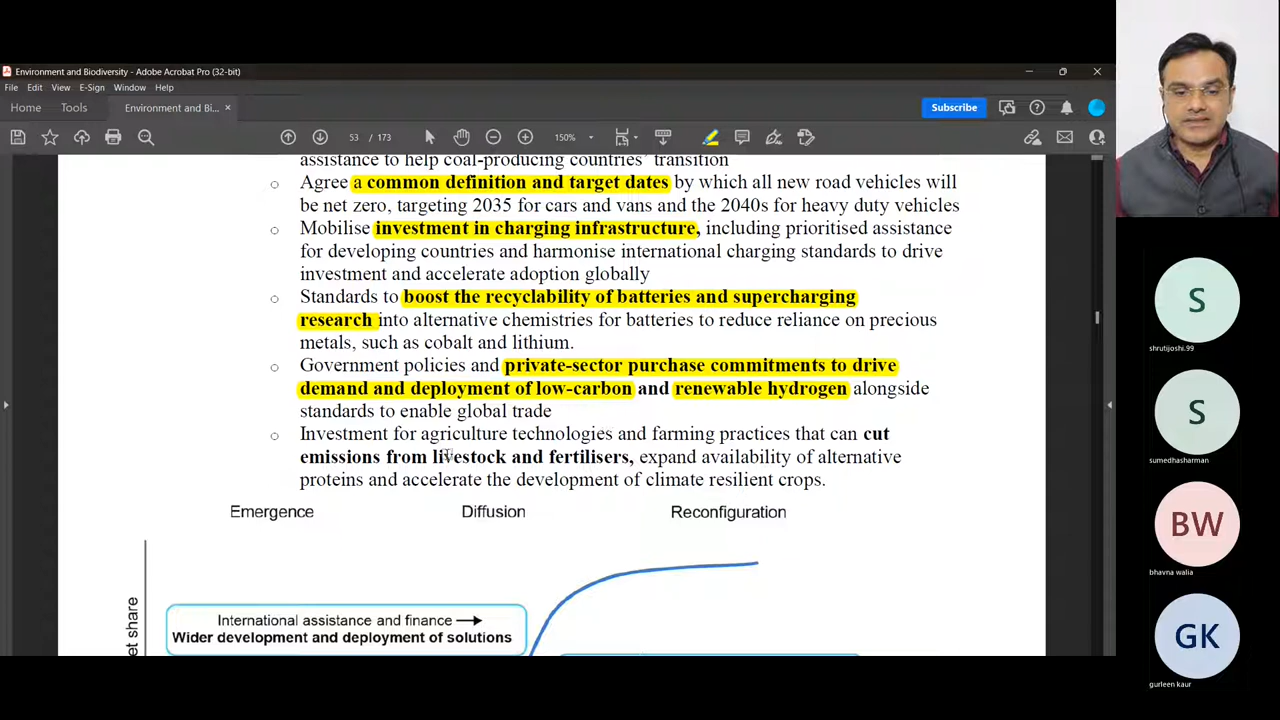 Environment and Biodiversity - Adobe Acrobat Pro (32-bit)
File Edit View E-Sign Window Help
Home Tools Environment and Bi... × Subscribe
53 / 173 150%
assistance to help coal-producing countries' transition
Agree a common definition and target dates by which all new road vehicles will
be net zero, targeting 2035 for cars and vans and the 2040s for heavy duty vehicles
Mobilise investment in charging infrastructure, including prioritised assistance
for developing countries and harmonise international charging standards to drive
investment and accelerate adoption globally
Standards to boost the recyclability of batteries and supercharging
research into alternative chemistries for batteries to reduce reliance on precious
metals, such as cobalt and lithium.
Government policies and private-sector purchase commitments to drive
demand and deployment of low-carbon and renewable hydrogen alongside
standards to enable global trade
Investment for agriculture technologies and farming practices that can cut
emissions from livestock and fertilisers, expand availability of alternative
proteins and accelerate the development of climate resilient crops.
Emergence Diffusion Reconfiguration
International assistance and finance →
Wider development and deployment of solutions
et share
S
shrutijoshi.99
S
sumedhasharman
BW
bhavna walia
GK
gurleen kaur